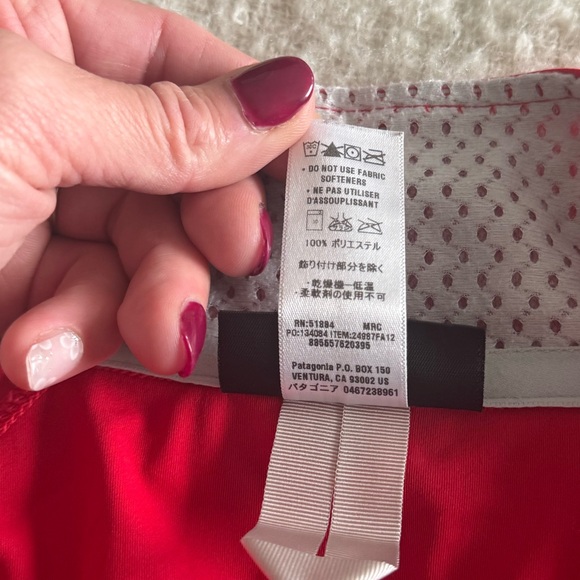 • DO NOT USE FABRIC
SOFTENERS
• NE PAS UTILISER
D'ASSOUPLISSANT
100% ポリエステル
飾り付け部分を除く
・乾燥機ー低温
・柔軟剤の使用不可
RN:51884 MRC
PO:134084 ITEM:24987FA12
895557620395
Patagonia P.O. BOX 150
VENTURA, CA 93002 US
パタゴニア 0467238961